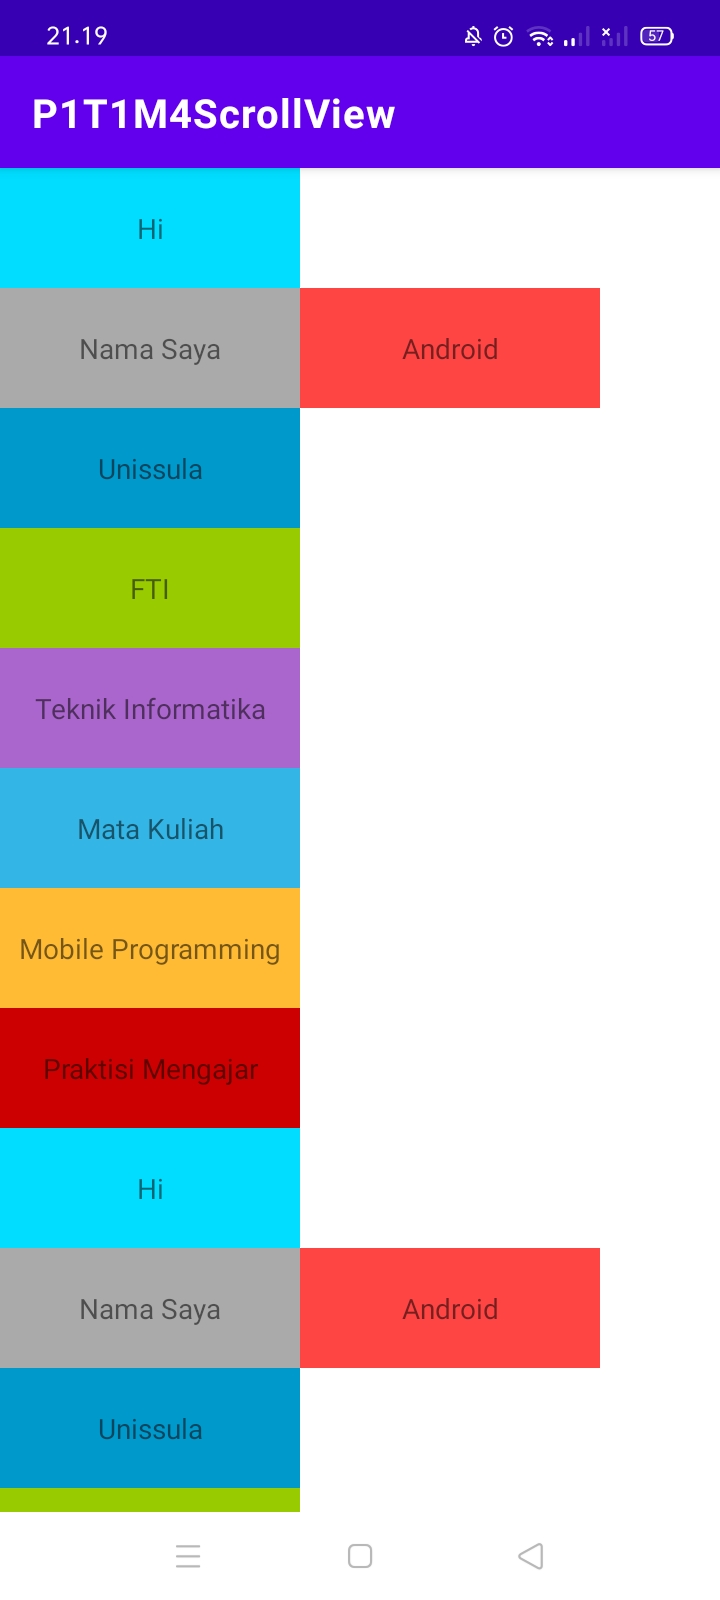 21.19
57
P1T1M4ScrollView
Hi
Nama Saya
Android
Unissula
FTI
Teknik Informatika
Mata Kuliah
Mobile Programming
Praktisi Mengajar
Hi
Nama Saya
Android
Unissula